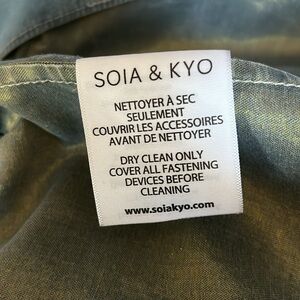 SOIA & KYO
NETTOYER À SEC
SEULEMENT
COUVRIR LES ACCESSOIRES
AVANT DE NETTOYER
DRY CLEAN ONLY
COVER ALL FASTENING
DEVICES BEFORE
CLEANING
www.soiakyo.com